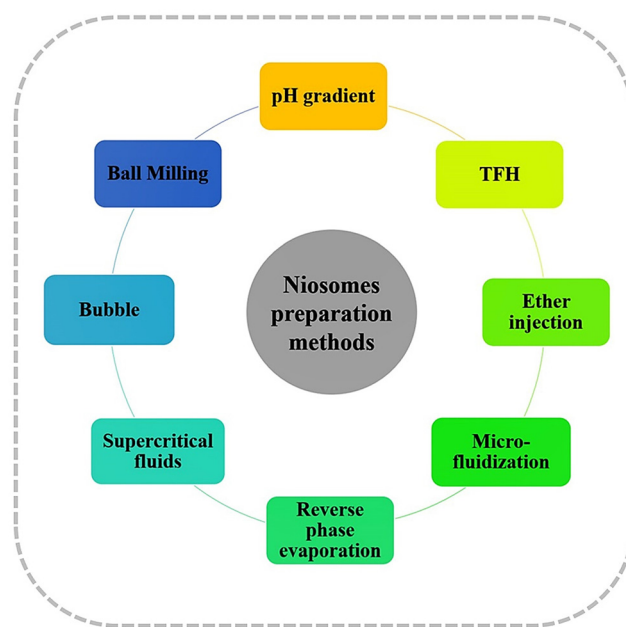 pH gradient
TFH
Ether
injection
Micro-
fluidization
Reverse
phase
evaporation
Supercritical
fluids
Bubble
Ball Milling
Niosomes
preparation
methods